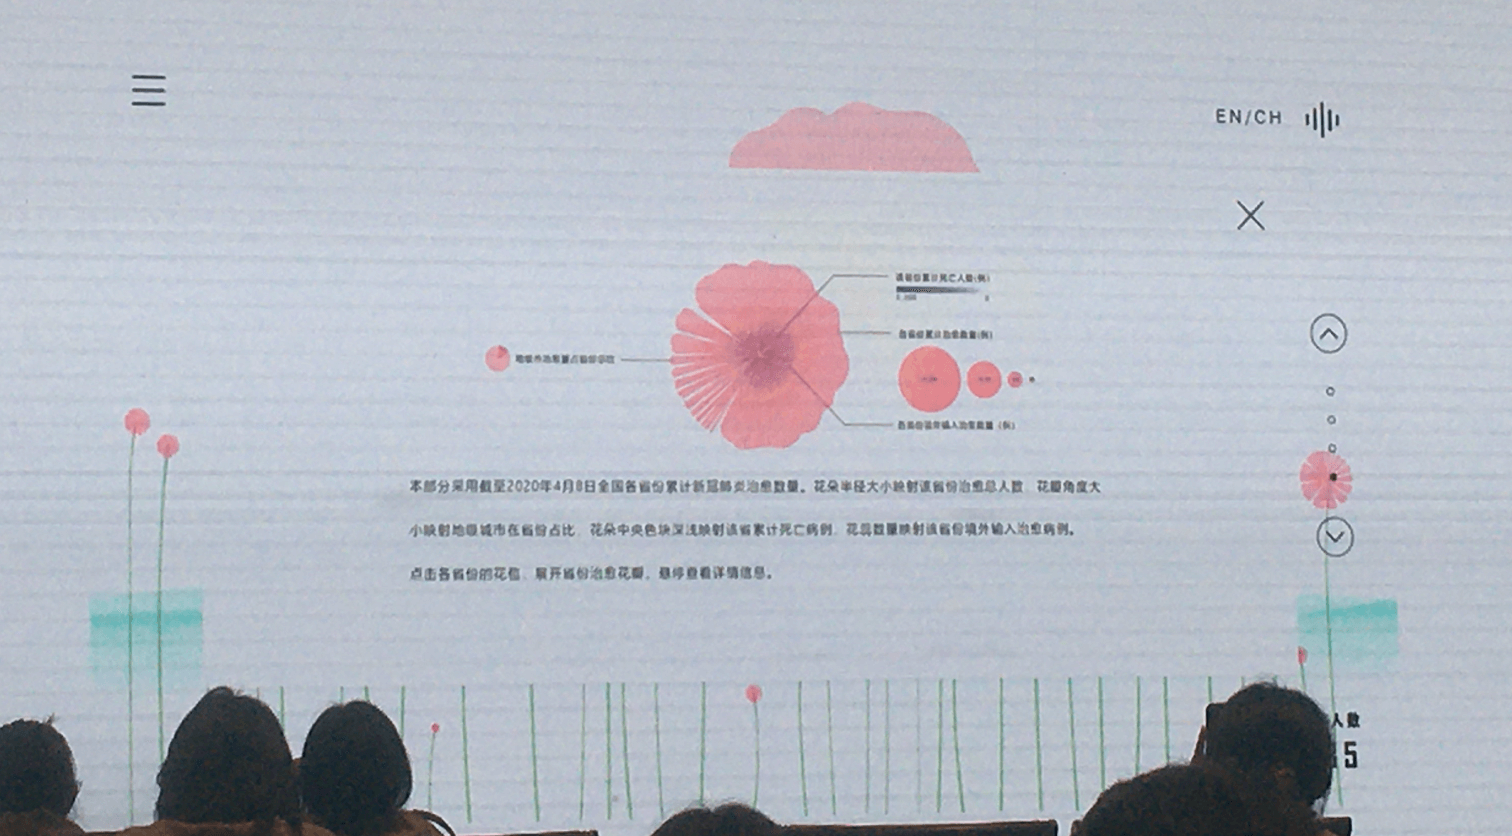 EN/CH
该省份累计死亡人数(例)
各省份累计治愈数量(例)
地级市治愈量占省份总比
各省份境外输入治愈数量(例)
本部分采用截至2020年4月8日全国各省份累计新冠肺炎治愈数量。花朵半径大小映射该省份治愈总人数,花瓣角度大
小映射地级城市在省份占比,花朵中央色块深浅映射该省累计死亡病例,花蕊数量映射该省份境外输入治愈病例。
点击各省份的花苞,展开省份治愈花瓣,悬停查看详情信息。
人数
5